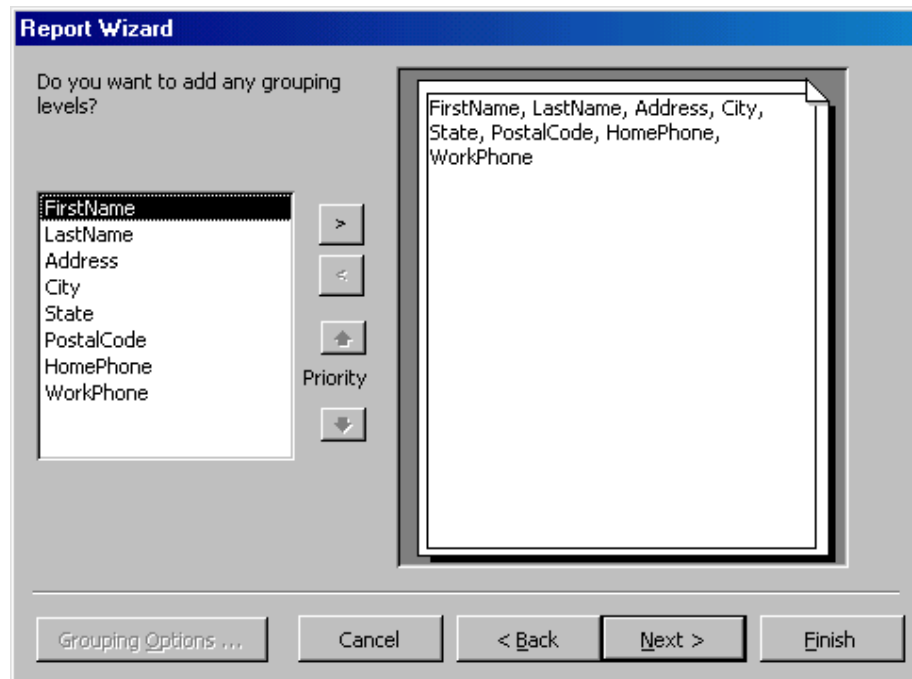 Report Wizard
Do you want to add any grouping
levels?
FirstName
LastName
Address
City
State
PostalCode
HomePhone
WorkPhone
>
<
Priority
FirstName, LastName, Address, City,
State, PostalCode, HomePhone,
WorkPhone
Grouping Options ...
Cancel
< Back
Next >
Finish